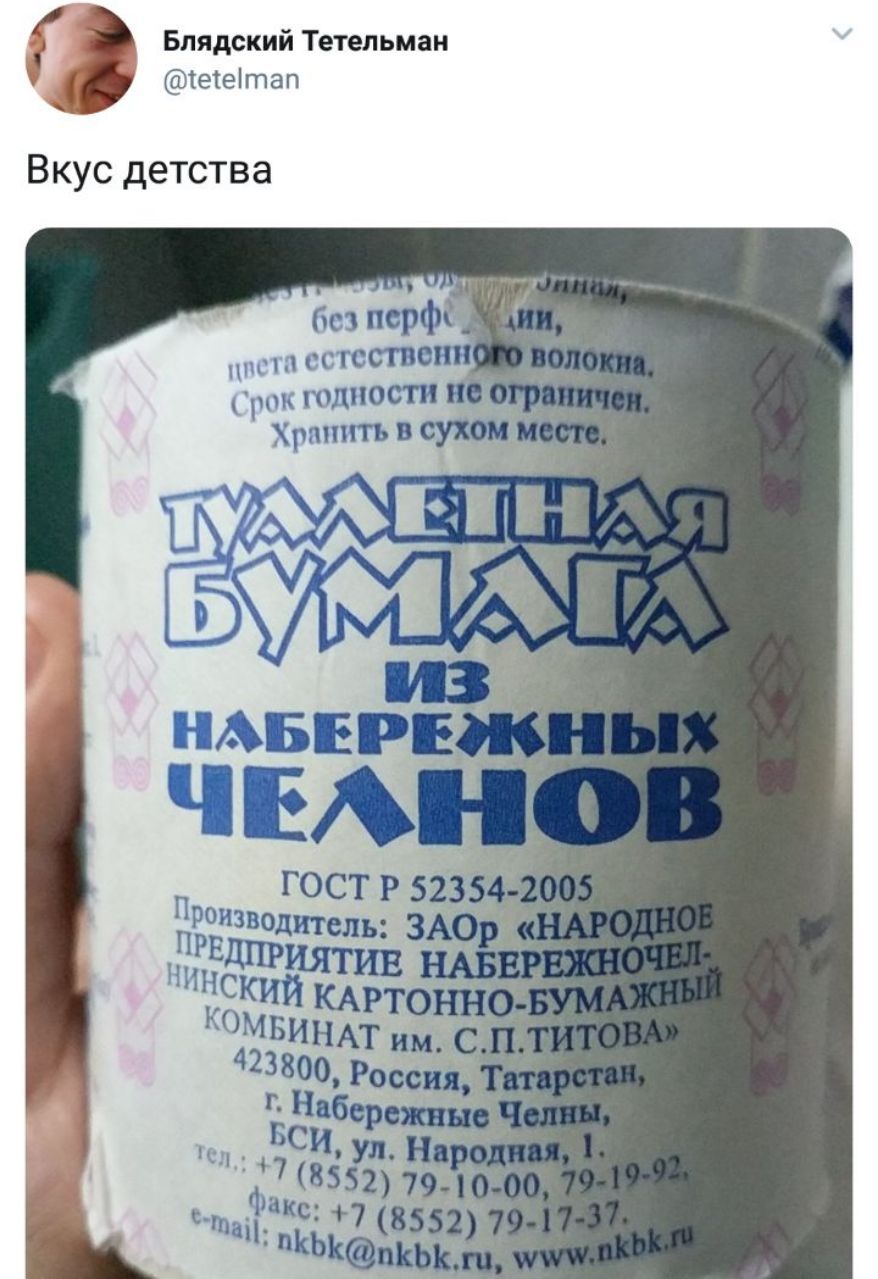 Блядский Тетельман
@tetelman
Вкус детства
без
цвета естественного волокна.
Срок годности не ограничен.
Хранить в сухом месте.
ТУАЛЕТНАЯ
БУМАГА
ИЗ
НАБЕРЕЖНЫХ
ЧЕЛНОВ
ГОСТ Р 52354-2005
Производитель: ЗАОр «НАРОДНОЕ
ПРЕДПРИЯТИЕ НАБЕРЕЖНОЧЕЛ-
НИНСКИЙ КАРТОННО-БУМАЖНЫЙ
КОМБИНАТ им. С.П.ТИТОВА»
423800, Россия, Татарстан,
г. Набережные Челны,
БСИ, ул. Народная, 1.
тел.: +7 (8552) 79-10-00, 79-19-92,
факс: +7 (8552) 79-17-37.
e-mail: nkbk@nkbk.ru, www.nkbk.ru